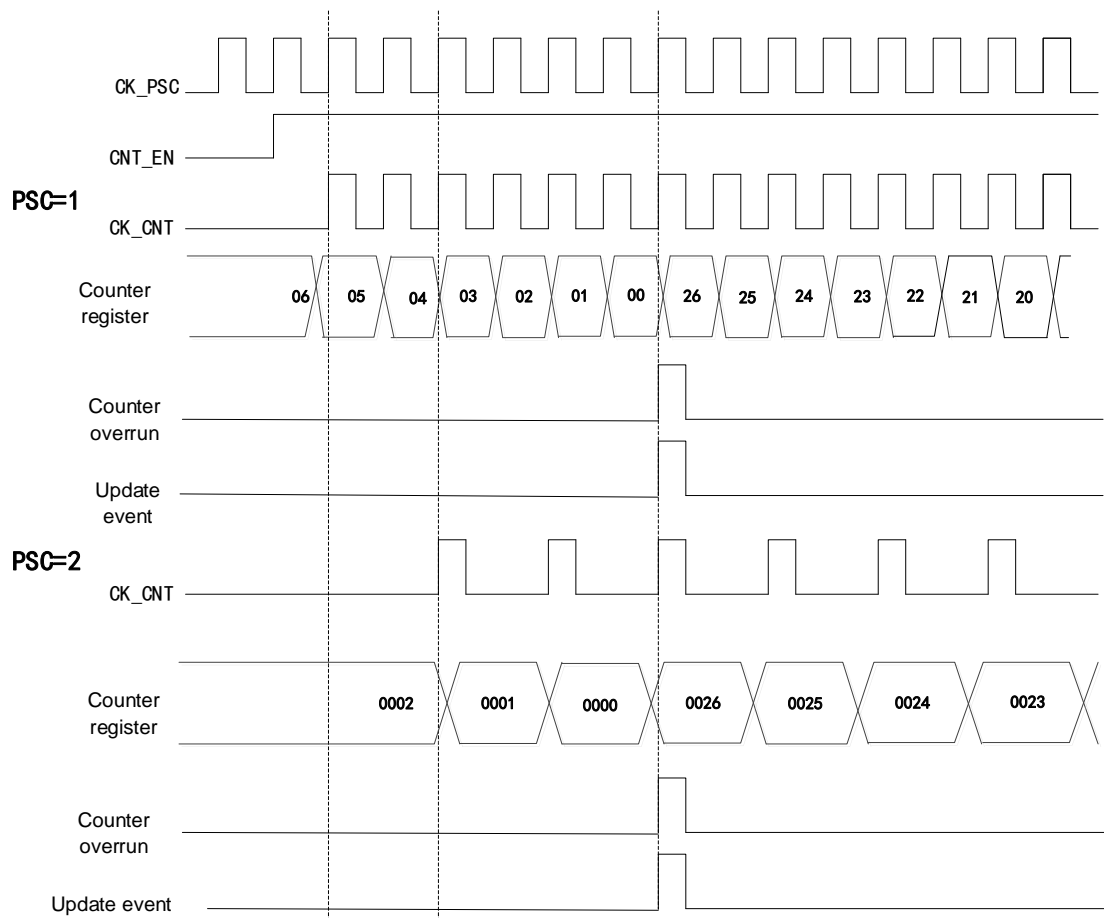 CK_PSC
CNT_EN
PSC=1
CK_CNT
Counter
register
06 05 04 03 02 01 00 26 25 24 23 22 21 20
Counter
overrun
Update
event
PSC=2
CK_CNT
Counter
register
0002 0001 0000 0026 0025 0024 0023
Counter
overrun
Update event